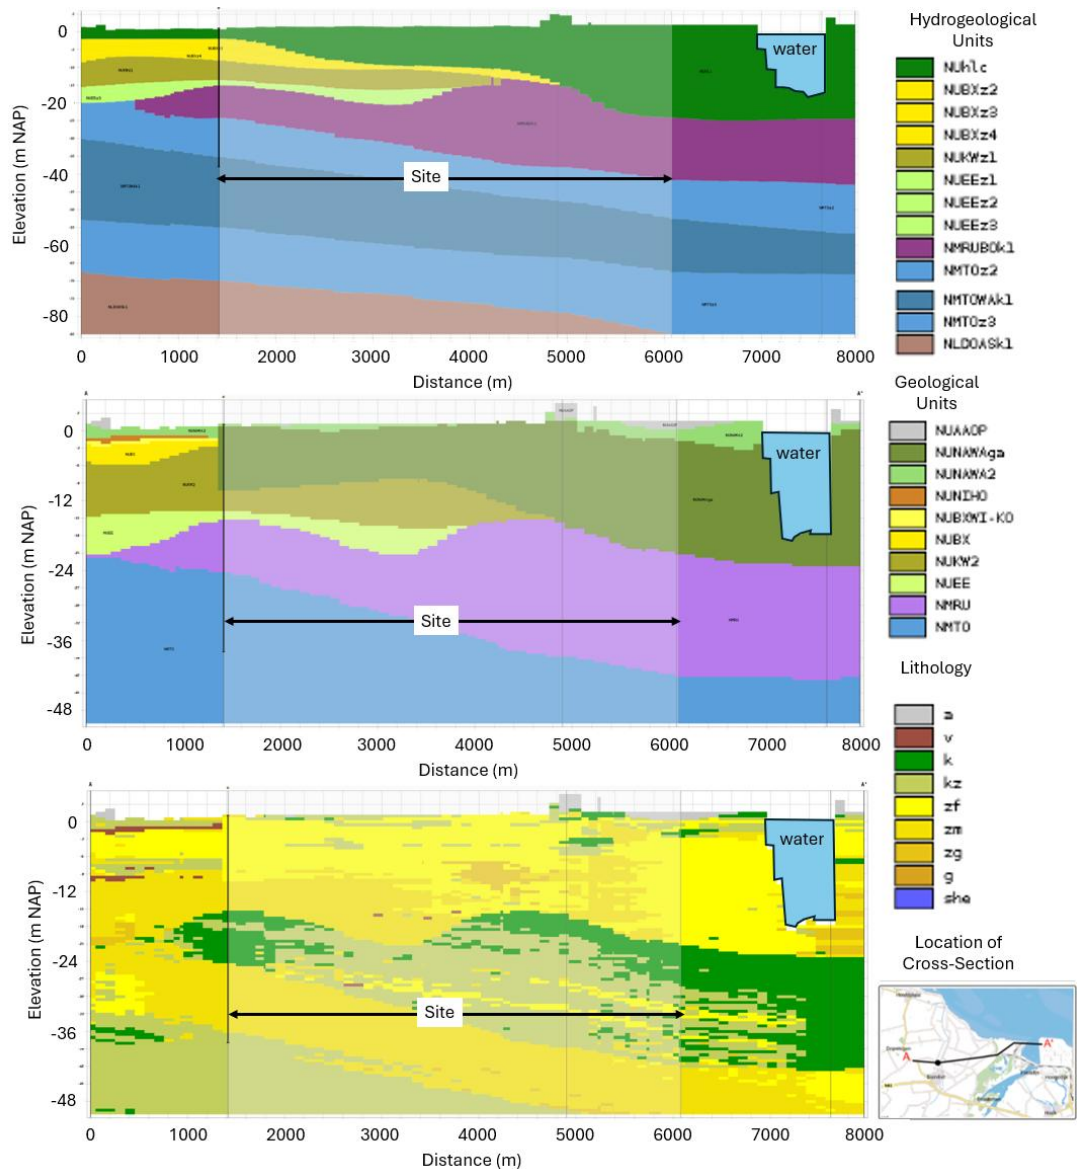 Hydrogeological
Units
NUhlc
NUBXz2
NUBXz3
NUBXz4
NUKWz1
NUEEz1
NUEEz2
NUEEz3
NMRUBOk1
NMTOz2
NMTOWAk1
NMTOz3
NLDOASk1
Elevation (m NAP)
0
-20
-40
-60
-80
water
Site
0 1000 2000 3000 4000 5000 6000 7000 8000
Distance (m)
Geological
Units
NUAAOP
NUNAWAga
NUNAWA2
NUNIHO
NUBXWI-KO
NUBX
NUKW2
NUEE
NMRU
NMTO
Elevation (m NAP)
0
-12
-24
-36
-48
water
Site
0 1000 2000 3000 4000 5000 6000 7000 8000
Distance (m)
Lithology
a
v
k
kz
zf
zm
zg
g
she
Elevation (m NAP)
0
-12
-24
-36
-48
water
Site
0 1000 2000 3000 4000 5000 6000 7000 8000
Distance (m)
Location of
Cross-Section
A
A'